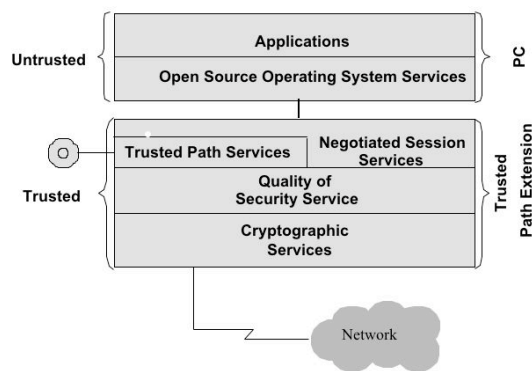 Applications
Untrusted
Open Source Operating System Services
PC
Trusted Path Services
Negotiated Session
Services
Trusted
Quality of
Security Service
Cryptographic
Services
Trusted
Path Extension
Network